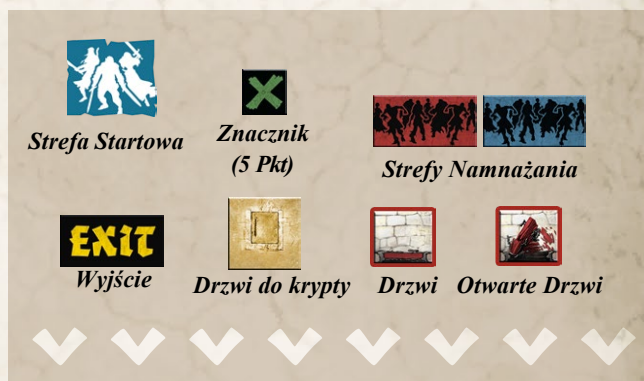 Strefa Startowa
Znacznik
(5 Pkt)
Strefy Namnażania
EXIT
Wyjście
Drzwi do krypty
Drzwi
Otwarte Drzwi